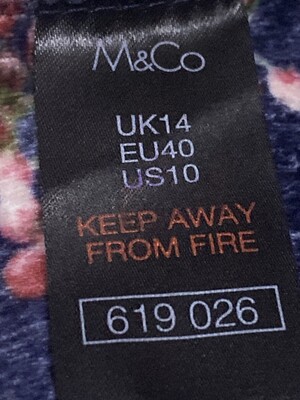 M&Co
UK14
EU40
US10
KEEP AWAY
FROM FIRE
619 026